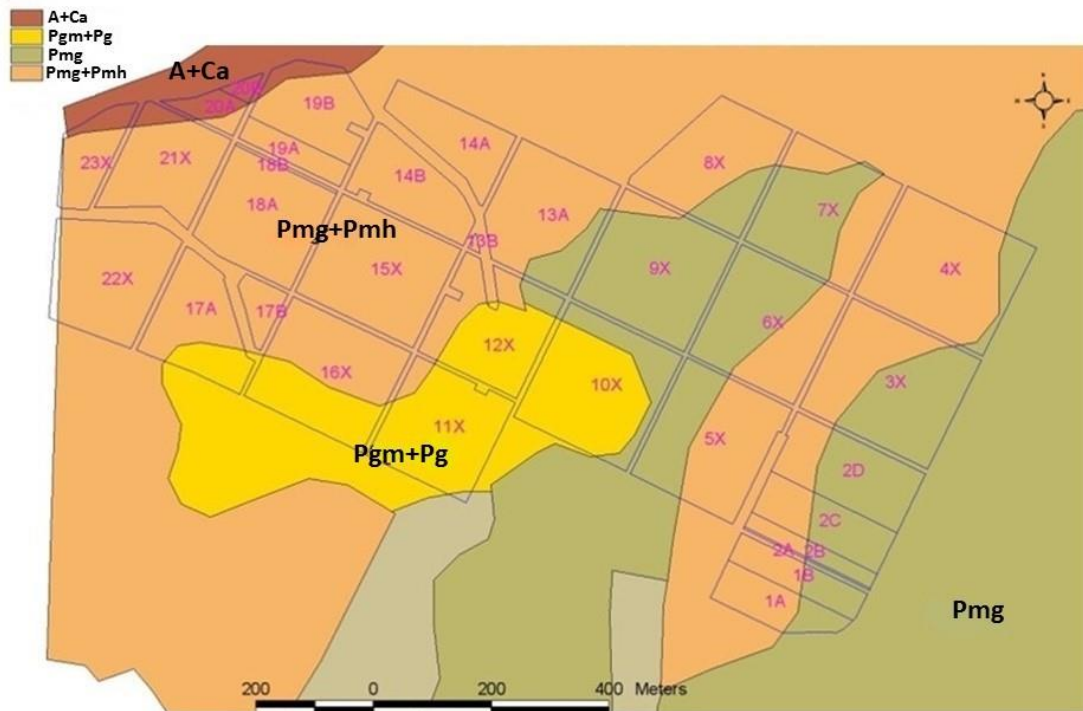 A+Ca
Pgm+Pg
Pmg
Pmg+Pmh
A+Ca
20B
20A
19B
23X
21X
19A
18B
14B
14A
8X
18A
13A
7X
Pmg+Pmh
13B
22X
15X
9X
4X
17A
17B
6X
16X
12X
10X
3X
11X
5X
Pgm+Pg
2D
2C
2A
2B
1B
1A
Pmg
200
0
200
400 Meters